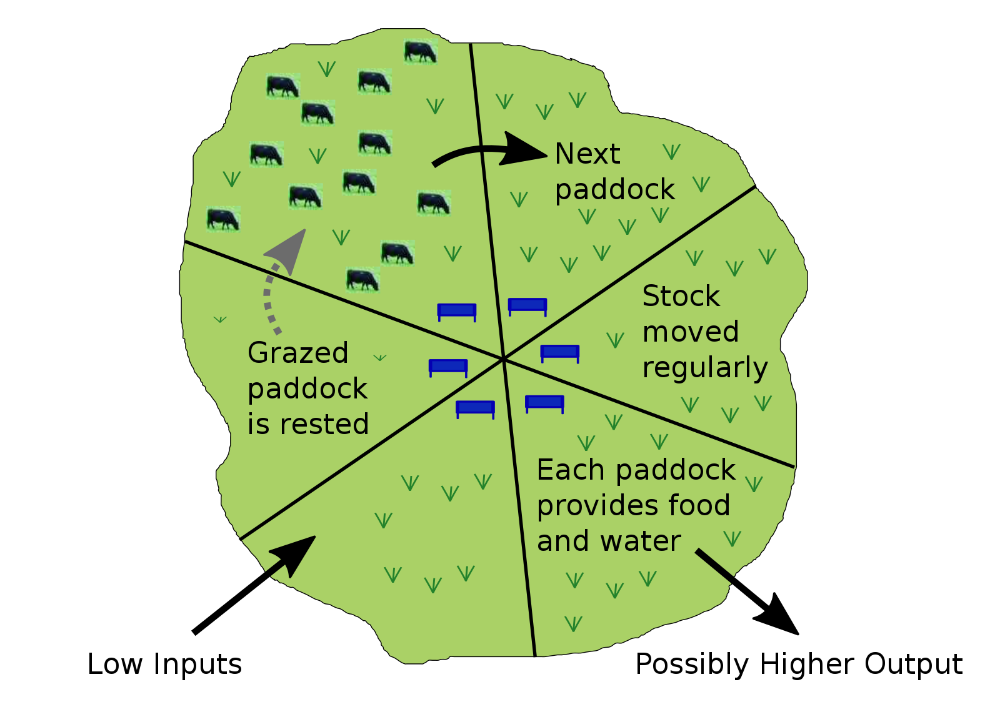 Next
paddock
Stock
moved
regularly
Grazed
paddock
is rested
Each paddock
provides food
and water
Low Inputs
Possibly Higher Output